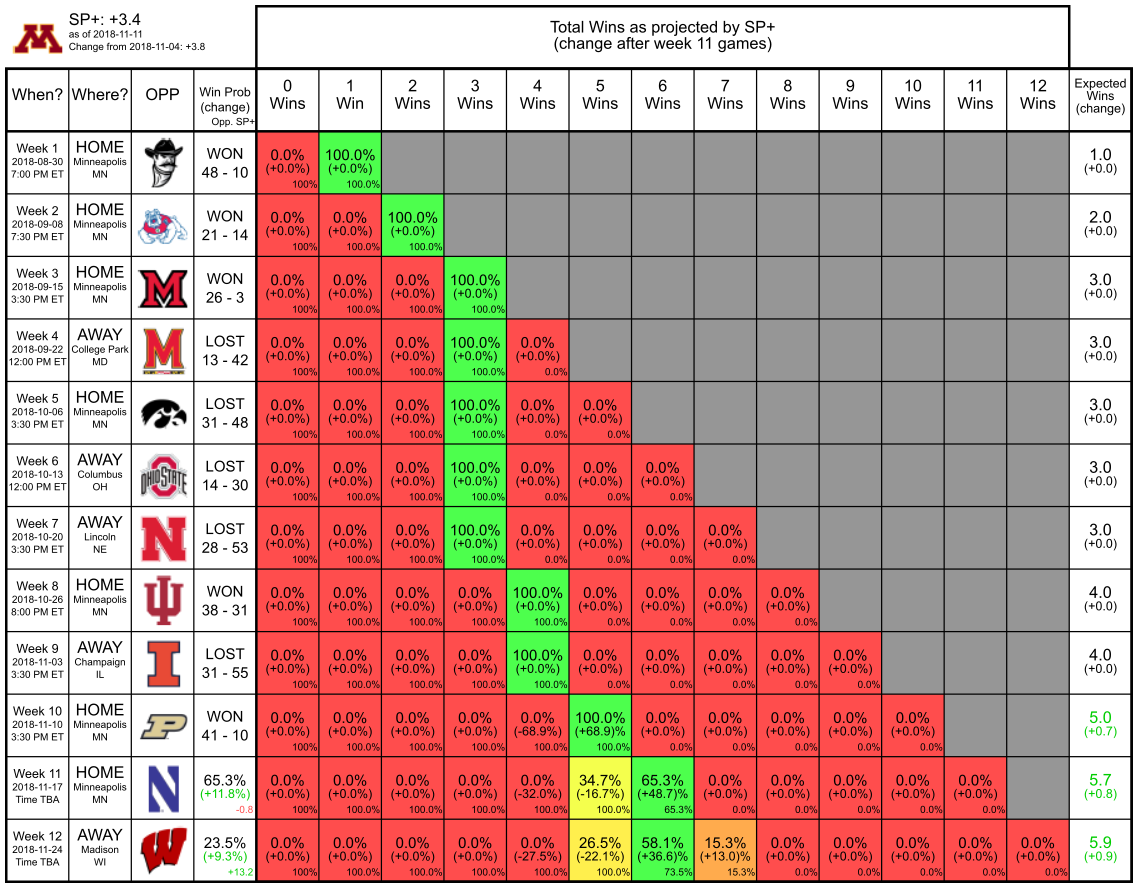 SP+: +3.4
as of 2018-11-11
Change from 2018-11-04: +3.8
Total Wins as projected by SP+
(change after week 11 games)
When? Where? OPP Win Prob (change) Opp. SP+ 0 Wins 1 Win 2 Wins 3 Wins 4 Wins 5 Wins 6 Wins 7 Wins 8 Wins 9 Wins 10 Wins 11 Wins 12 Wins Expected Wins (change)
Week 1 HOME WON 0.0% 100.0% 1.0
2018-08-30 Minneapolis 48 - 10 (+0.0%) (+0.0%) (+0.0)
7:00 PM ET MN 100% 100.0%
Week 2 HOME WON 0.0% 0.0% 100.0% 2.0
2018-09-08 Minneapolis 21 - 14 (+0.0%) (+0.0%) (+0.0%) (+0.0)
7:30 PM ET MN 100% 100.0% 100.0%
Week 3 HOME M WON 0.0% 0.0% 0.0% 100.0% 3.0
2018-09-15 Minneapolis 26 - 3 (+0.0%) (+0.0%) (+0.0%) (+0.0%) (+0.0)
3:30 PM ET MN 100% 100.0% 100.0% 100.0%
Week 4 AWAY M LOST 0.0% 0.0% 0.0% 100.0% 0.0% 3.0
2018-09-22 College Park 13 - 42 (+0.0%) (+0.0%) (+0.0%) (+0.0%) (+0.0%) (+0.0)
12:00 PM ET MD 100% 100.0% 100.0% 100.0% 0.0%
Week 5 HOME LOST 0.0% 0.0% 0.0% 100.0% 0.0% 0.0% 3.0
2018-10-06 Minneapolis 31 - 48 (+0.0%) (+0.0%) (+0.0%) (+0.0%) (+0.0%) (+0.0%) (+0.0)
3:30 PM ET MN 100% 100.0% 100.0% 100.0% 0.0% 0.0%
Week 6 AWAY OHIO STATE LOST 0.0% 0.0% 0.0% 100.0% 0.0% 0.0% 0.0% 3.0
2018-10-13 Columbus 14 - 30 (+0.0%) (+0.0%) (+0.0%) (+0.0%) (+0.0%) (+0.0%) (+0.0%) (+0.0)
12:00 PM ET OH 100% 100.0% 100.0% 100.0% 0.0% 0.0% 0.0%
Week 7 AWAY N LOST 0.0% 0.0% 0.0% 100.0% 0.0% 0.0% 0.0% 0.0% 3.0
2018-10-20 Lincoln 28 - 53 (+0.0%) (+0.0%) (+0.0%) (+0.0%) (+0.0%) (+0.0%) (+0.0%) (+0.0%) (+0.0)
3:30 PM ET NE 100% 100.0% 100.0% 100.0% 0.0% 0.0% 0.0% 0.0%
Week 8 HOME WON 0.0% 0.0% 0.0% 0.0% 100.0% 0.0% 0.0% 0.0% 0.0% 4.0
2018-10-26 Minneapolis 38 - 31 (+0.0%) (+0.0%) (+0.0%) (+0.0%) (+0.0%) (+0.0%) (+0.0%) (+0.0%) (+0.0%) (+0.0)
8:00 PM ET MN 100% 100.0% 100.0% 100.0% 100.0% 0.0% 0.0% 0.0% 0.0%
Week 9 AWAY I LOST 0.0% 0.0% 0.0% 0.0% 100.0% 0.0% 0.0% 0.0% 0.0% 0.0% 4.0
2018-11-03 Champaign 31 - 55 (+0.0%) (+0.0%) (+0.0%) (+0.0%) (+0.0%) (+0.0%) (+0.0%) (+0.0%) (+0.0%) (+0.0%) (+0.0)
3:30 PM ET IL 100% 100.0% 100.0% 100.0% 100.0% 0.0% 0.0% 0.0% 0.0% 0.0%
Week 10 HOME P WON 0.0% 0.0% 0.0% 0.0% 0.0% 100.0% 0.0% 0.0% 0.0% 0.0% 0.0% 5.0
2018-11-10 Minneapolis 41 - 10 (+0.0%) (+0.0%) (+0.0%) (+0.0%) (-68.9%) (+68.9)% (+0.0%) (+0.0%) (+0.0%) (+0.0%) (+0.0%) (+0.7)
3:30 PM ET MN 100% 100.0% 100.0% 100.0% 100.0% 100.0% 0.0% 0.0% 0.0% 0.0% 0.0%
Week 11 HOME N 65.3% 0.0% 0.0% 0.0% 0.0% 0.0% 34.7% 65.3% 0.0% 0.0% 0.0% 0.0% 0.0% 5.7
2018-11-17 Minneapolis (+11.8%) (+0.0%) (+0.0%) (+0.0%) (+0.0%) (-32.0%) (-16.7%) (+48.7)% (+0.0%) (+0.0%) (+0.0%) (+0.0%) (+0.0%) (+0.8)
Time TBA MN -0.8 100% 100.0% 100.0% 100.0% 100.0% 100.0% 65.3% 0.0% 0.0% 0.0% 0.0% 0.0%
Week 12 AWAY W 23.5% 0.0% 0.0% 0.0% 0.0% 0.0% 26.5% 58.1% 15.3% 0.0% 0.0% 0.0% 0.0% 0.0% 5.9
2018-11-24 Madison (+9.3%) (+0.0%) (+0.0%) (+0.0%) (+0.0%) (-27.5%) (-22.1%) (+36.6)% (+13.0)% (+0.0%) (+0.0%) (+0.0%) (+0.0%) (+0.0%) (+0.9)
Time TBA WI +13.2 100% 100.0% 100.0% 100.0% 100.0% 100.0% 73.5% 15.3% 0.0% 0.0% 0.0% 0.0% 0.0%